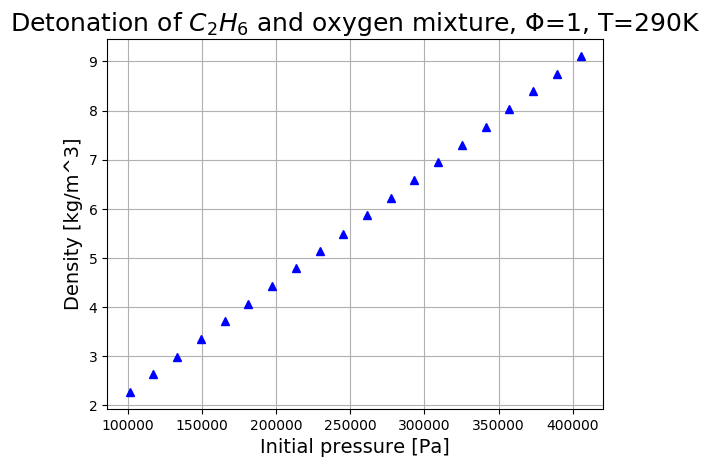 Detonation of $C_2H_6$ and oxygen mixture, Φ=1, T=290K
9
8
7
6
5
4
3
2
Density [kg/m^3]
100000 150000 200000 250000 300000 350000 400000
Initial pressure [Pa]